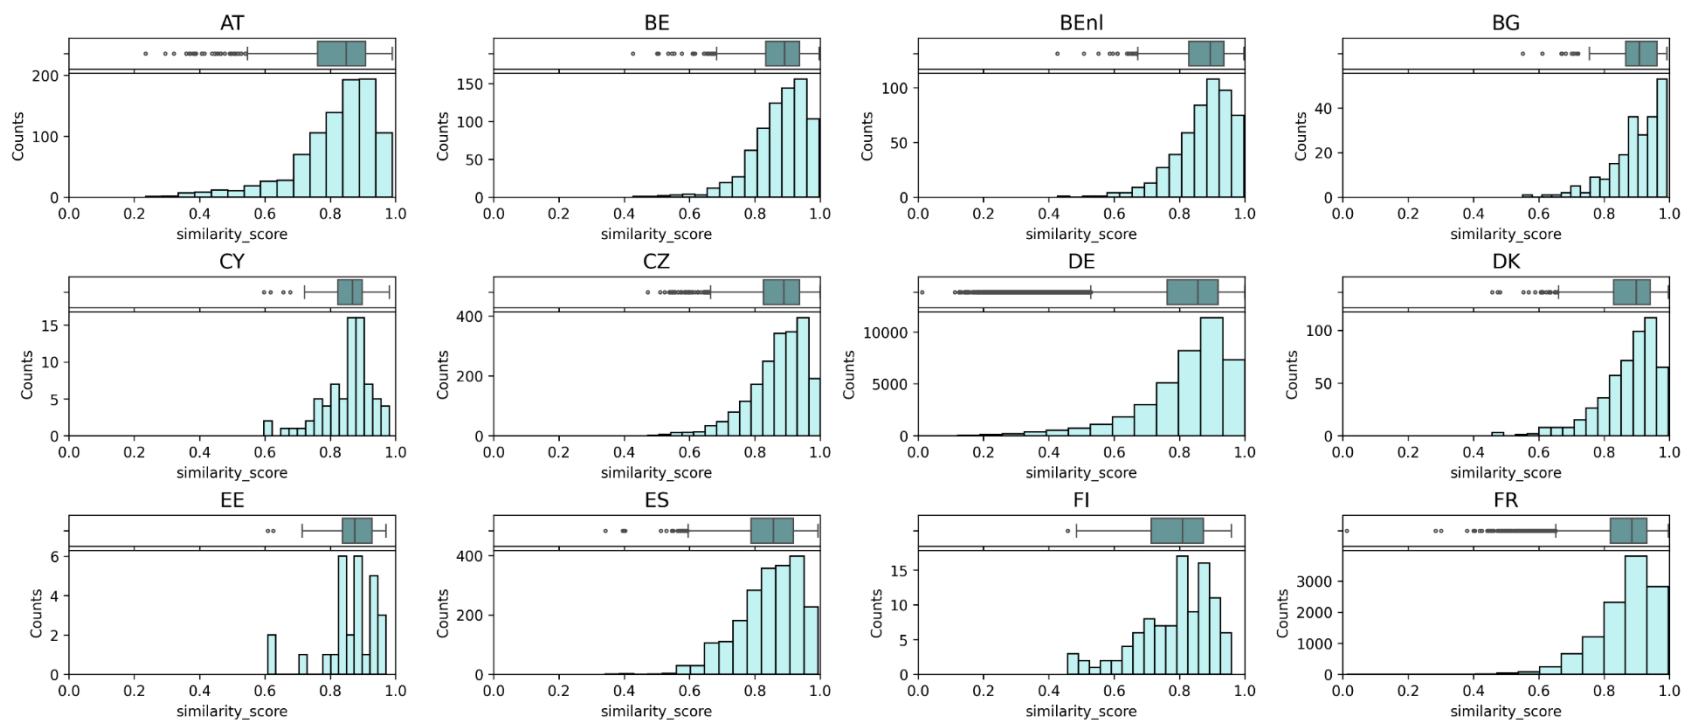 AT BE BEnl BG
200 150 100 40
100 100 50 20
0 50 0 0
Counts 0 Counts Counts
Counts
0.0 0.2 0.4 0.6 0.8 1.0 0.0 0.2 0.4 0.6 0.8 1.0 0.0 0.2 0.4 0.6 0.8 1.0 0.0 0.2 0.4 0.6 0.8 1.0
similarity_score similarity_score similarity_score similarity_score
CY CZ DE DK
15 400 10000 100
10 200 5000 50
5 0 0 0
0 Counts Counts Counts
Counts
0.0 0.2 0.4 0.6 0.8 1.0 0.0 0.2 0.4 0.6 0.8 1.0 0.0 0.2 0.4 0.6 0.8 1.0 0.0 0.2 0.4 0.6 0.8 1.0
similarity_score similarity_score similarity_score similarity_score
EE ES FI FR
6 400 15 3000
4 200 10 2000
2 0 5 1000
0 Counts 0 0
Counts Counts Counts
0.0 0.2 0.4 0.6 0.8 1.0 0.0 0.2 0.4 0.6 0.8 1.0 0.0 0.2 0.4 0.6 0.8 1.0 0.0 0.2 0.4 0.6 0.8 1.0
similarity_score similarity_score similarity_score similarity_score